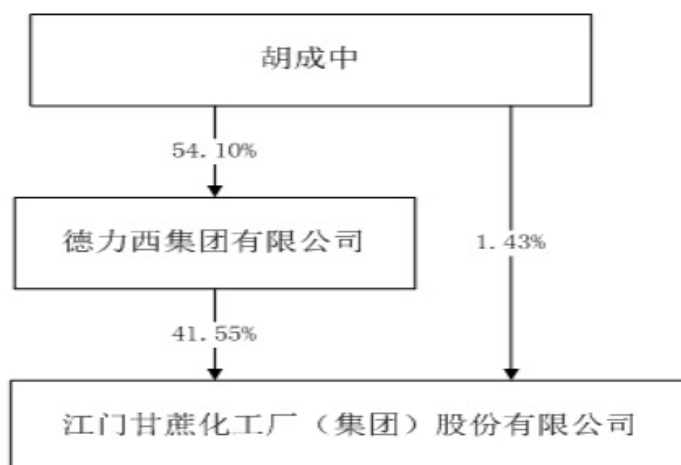 胡成中
54.10%
德力西集团有限公司
1.43%
41.55%
江门甘蔗化工厂（集团）股份有限公司